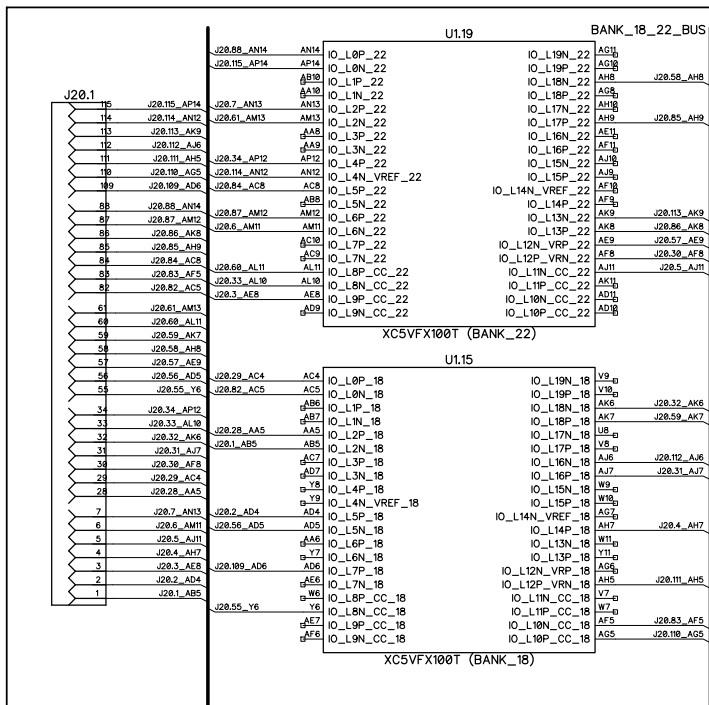 BANK_18_22_BUS
U1.19
J20.88_AN14 AN14 IO_L0P_22 IO_L19N_22 AG11
J20.115_AP14 AP14 IO_L0N_22 IO_L19P_22 AG10
AB10 IO_L1P_22 IO_L18N_22 AH8 J20.58_AH8
AA10 IO_L1N_22 IO_L18P_22 AG8
J20.7_AN13 AN13 IO_L2P_22 IO_L17N_22 AH10
J20.61_AM13 AM13 IO_L2N_22 IO_L17P_22 AH9 J20.85_AH9
AA8 IO_L3P_22 IO_L16N_22 AE11
AA9 IO_L3N_22 IO_L16P_22 AF11
J20.34_AP12 AP12 IO_L4P_22 IO_L15N_22 AJ10
J20.114_AN12 AN12 IO_L4N_VREF_22 IO_L15P_22 AJ9
J20.84_AC8 AC8 IO_L5P_22 IO_L14N_VREF_22 AF10
AB8 IO_L5N_22 IO_L14P_22 AF9
J20.87_AM12 AM12 IO_L6P_22 IO_L13N_22 AK9 J20.113_AK9
J20.6_AM11 AM11 IO_L6N_22 IO_L13P_22 AK8 J20.86_AK8
AC10 IO_L7P_22 IO_L12N_VRP_22 AE9 J20.57_AE9
AC9 IO_L7N_22 IO_L12P_VRN_22 AF8 J20.30_AF8
J20.60_AL11 AL11 IO_L8P_CC_22 IO_L11N_CC_22 AJ11 J20.5_AJ11
J20.33_AL10 AL10 IO_L8N_CC_22 IO_L11P_CC_22 AK11
J20.3_AE8 AE8 IO_L9P_CC_22 IO_L10N_CC_22 AD11
AD9 IO_L9N_CC_22 IO_L10P_CC_22 AD10
XC5VFX100T (BANK_22)
J20.1
115 J20.115_AP14
114 J20.114_AN12
113 J20.113_AK9
112 J20.112_AJ6
111 J20.111_AH5
110 J20.110_AG5
109 J20.109_AD6
88 J20.88_AN14
87 J20.87_AM12
86 J20.86_AK8
85 J20.85_AH9
84 J20.84_AC8
83 J20.83_AF5
82 J20.82_AC5
61 J20.61_AM13
60 J20.60_AL11
59 J20.59_AK7
58 J20.58_AH8
57 J20.57_AE9
56 J20.56_AD5
55 J20.55_Y6
34 J20.34_AP12
33 J20.33_AL10
32 J20.32_AK6
31 J20.31_AJ7
30 J20.30_AF8
29 J20.29_AC4
28 J20.28_AA5
7 J20.7_AN13
6 J20.6_AM11
5 J20.5_AJ11
4 J20.4_AH7
3 J20.3_AE8
2 J20.2_AD4
1 J20.1_AB5
U1.15
J20.29_AC4 AC4 IO_L0P_18 IO_L19N_18 V9
J20.82_AC5 AC5 IO_L0N_18 IO_L19P_18 V10
AB6 IO_L1P_18 IO_L18N_18 AK6 J20.32_AK6
AB7 IO_L1N_18 IO_L18P_18 AK7 J20.59_AK7
J20.28_AA5 AA5 IO_L2P_18 IO_L17N_18 U8
J20.1_AB5 AB5 IO_L2N_18 IO_L17P_18 V8
AC7 IO_L3P_18 IO_L16N_18 AJ6 J20.112_AJ6
AD7 IO_L3N_18 IO_L16P_18 AJ7 J20.31_AJ7
Y8 IO_L4P_18 IO_L15N_18 W9
Y9 IO_L4N_VREF_18 IO_L15P_18 W10
J20.2_AD4 AD4 IO_L5P_18 IO_L14N_VREF_18 AG7
J20.56_AD5 AD5 IO_L5N_18 IO_L14P_18 AH7 J20.4_AH7
AA6 IO_L6P_18 IO_L13N_18 W11
Y7 IO_L6N_18 IO_L13P_18 Y11
J20.109_AD6 AD6 IO_L7P_18 IO_L12N_VRP_18 AG6
AE6 IO_L7N_18 IO_L12P_VRN_18 AH5 J20.111_AH5
W6 IO_L8P_CC_18 IO_L11N_CC_18 V7
J20.55_Y6 Y6 IO_L8N_CC_18 IO_L11P_CC_18 W7
AE7 IO_L9P_CC_18 IO_L10N_CC_18 AF5 J20.83_AF5
AF6 IO_L9N_CC_18 IO_L10P_CC_18 AG5 J20.110_AG5
XC5VFX100T (BANK_18)